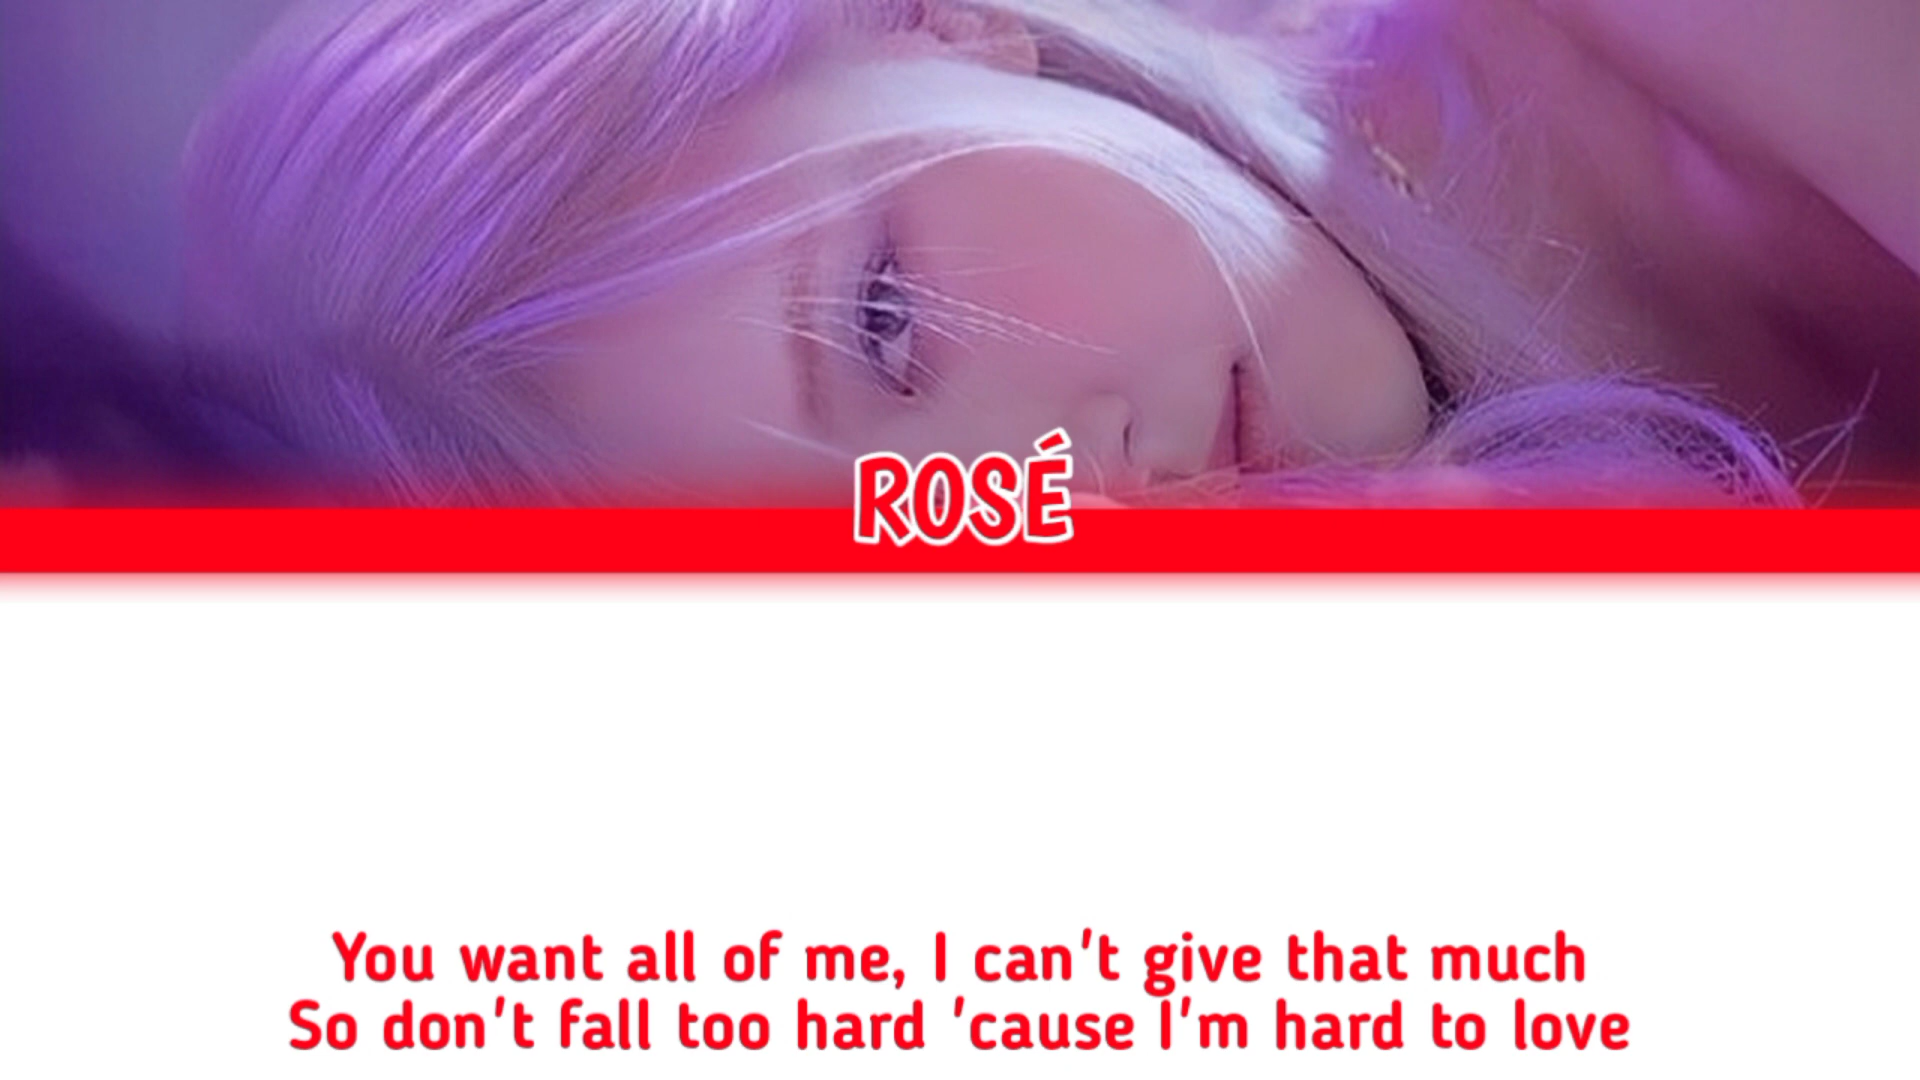 ROSÉ
You want all of me, I can't give that much
So don't fall too hard 'cause I'm hard to love